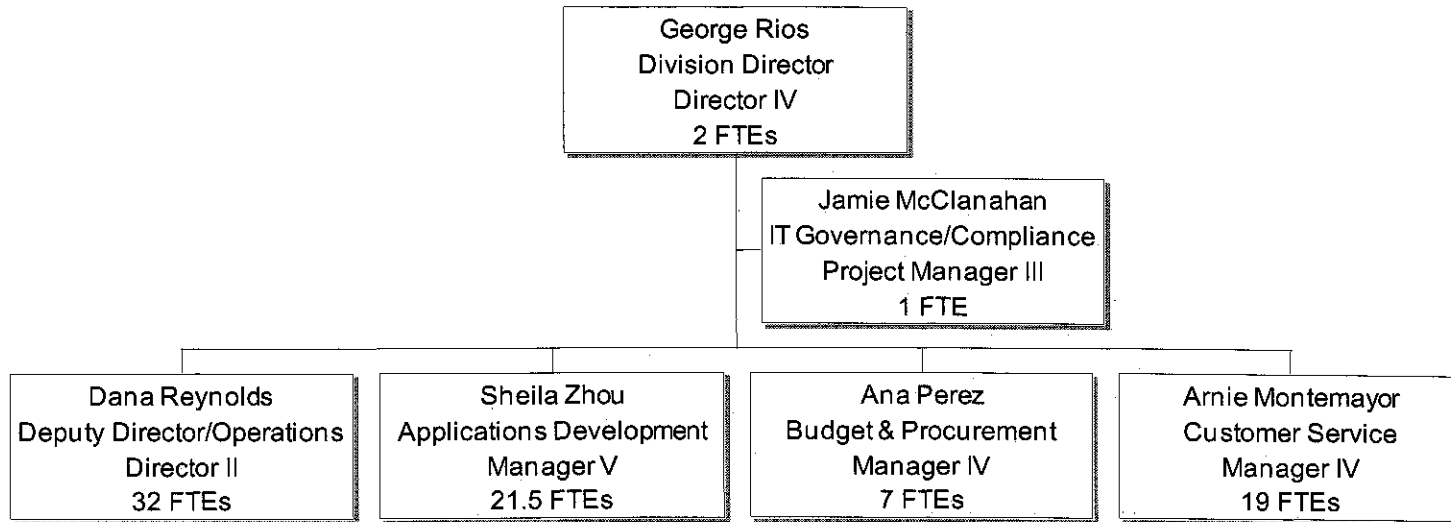 George Rios
Division Director
Director IV
2 FTEs
Jamie McClanahan
IT Governance/Compliance
Project Manager III
1 FTE
Dana Reynolds
Deputy Director/Operations
Director II
32 FTEs
Sheila Zhou
Applications Development
Manager V
21.5 FTEs
Ana Perez
Budget & Procurement
Manager IV
7 FTEs
Arnie Montemayor
Customer Service
Manager IV
19 FTEs